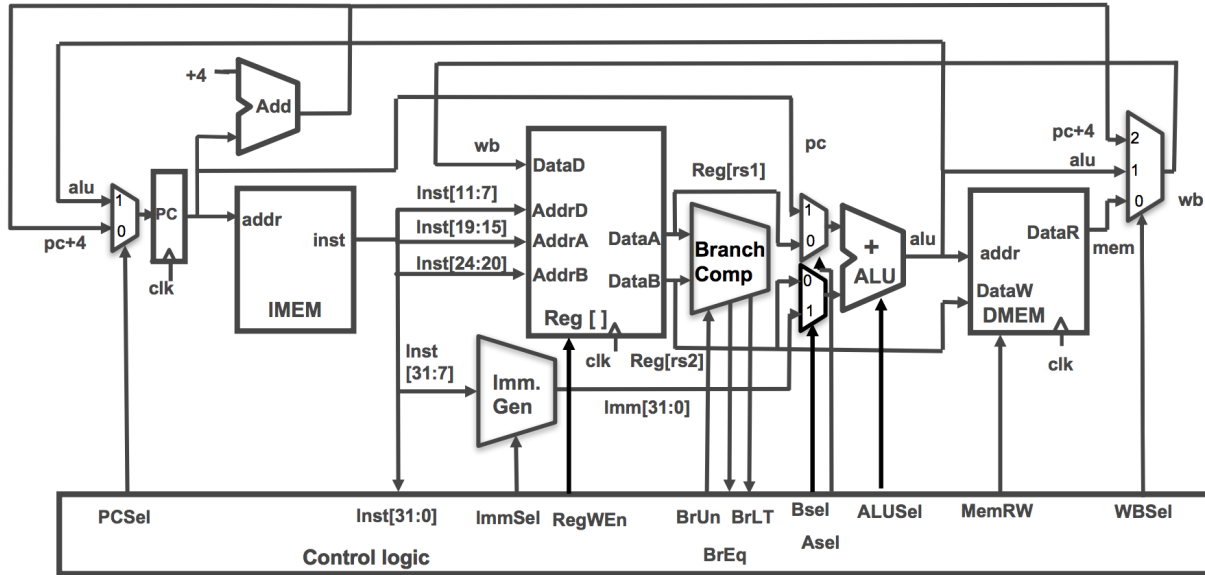 +4
Add
pc
pc+4
2
wb
DataD
alu
1
wb
Reg[rs1]
alu
1
PC
addr
Inst[11:7]
AddrD
1
0
pc+4
0
inst
Inst[19:15]
AddrA
DataA
Branch
Comp
0
+
ALU
alu
addr
DataR
mem
Inst[24:20]
AddrB
DataB
0
1
DataW
DMEM
clk
IMEM
Reg [ ]
clk
Reg[rs2]
clk
Inst
[31:7]
Imm.
Gen
Imm[31:0]
PCSel
Inst[31:0]
ImmSel
RegWEn
BrUn
BrLT
Bsel
ALUSel
MemRW
WBSel
Asel
BrEq
Control logic